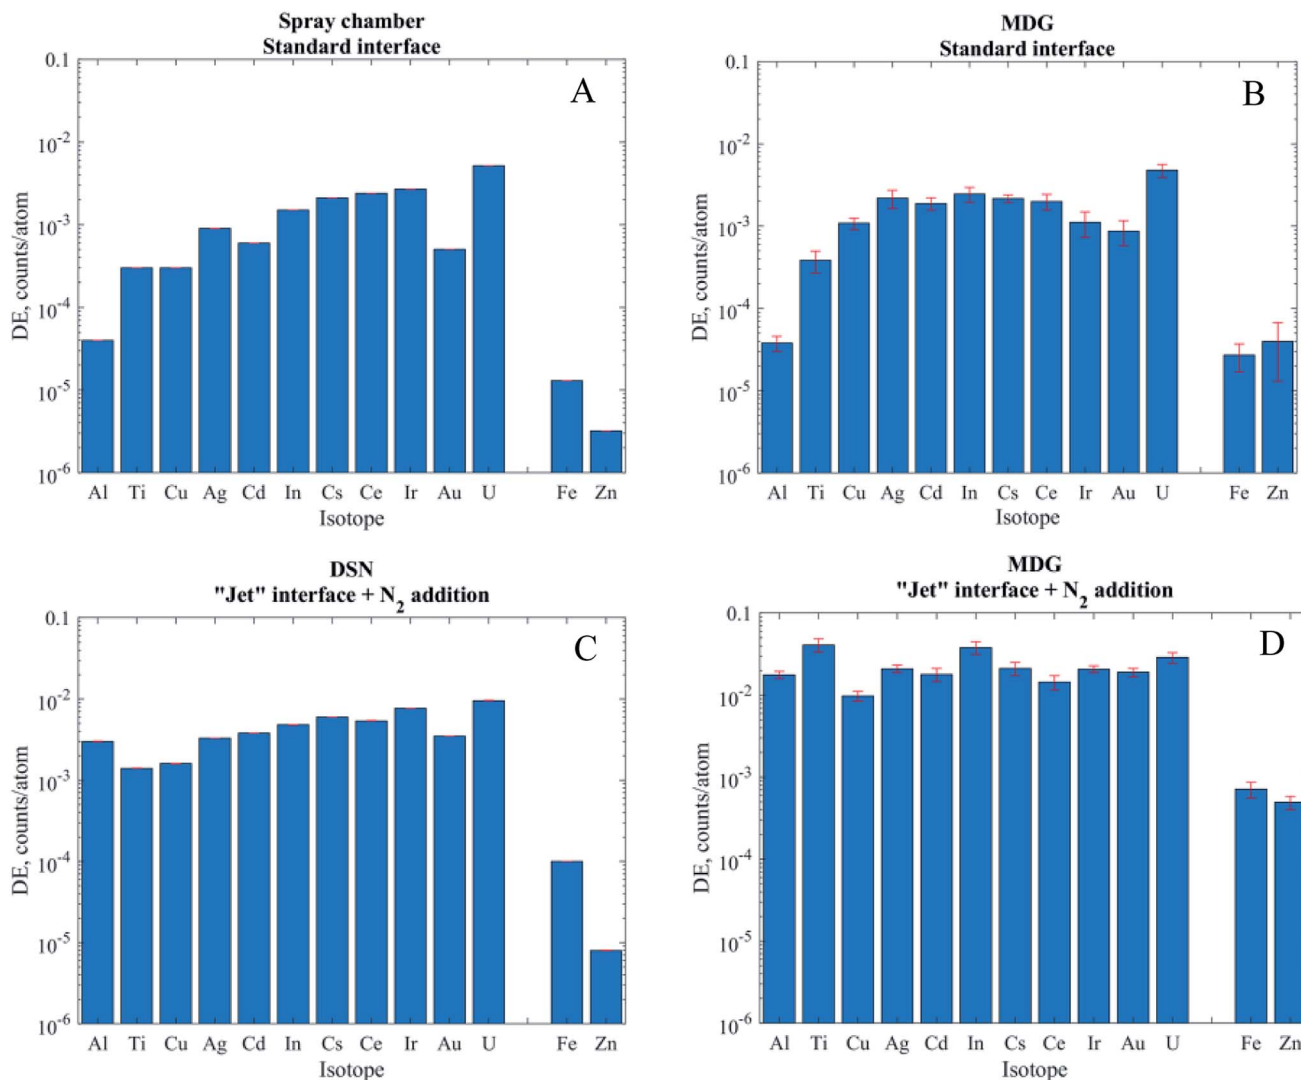 Spray chamber
Standard interface
A
0.1
10-2
10-3
10-4
10-5
10-6
DE, counts/atom
Al Ti Cu Ag Cd In Cs Ce Ir Au U Fe Zn
Isotope
MDG
Standard interface
B
0.1
10-2
10-3
10-4
10-5
10-6
DE, counts/atom
Al Ti Cu Ag Cd In Cs Ce Ir Au U Fe Zn
Isotope
DSN
"Jet" interface + N2 addition
C
0.1
10-2
10-3
10-4
10-5
10-6
DE, counts/atom
Al Ti Cu Ag Cd In Cs Ce Ir Au U Fe Zn
Isotope
MDG
"Jet" interface + N2 addition
D
0.1
10-2
10-3
10-4
10-5
10-6
DE, counts/atom
Al Ti Cu Ag Cd In Cs Ce Ir Au U Fe Zn
Isotope